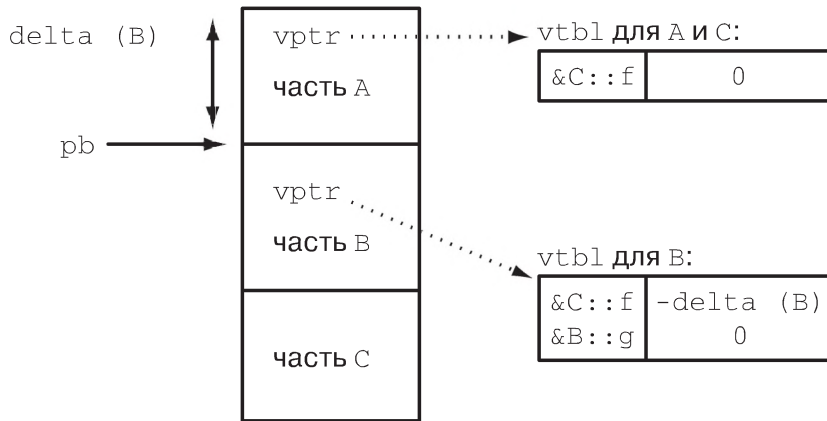 delta (B)
vptr
часть A
pb
vptr
часть B
часть C
vtbl для A и C:
&C::f 0
vtbl для B:
&C::f -delta (B)
&B::g 0